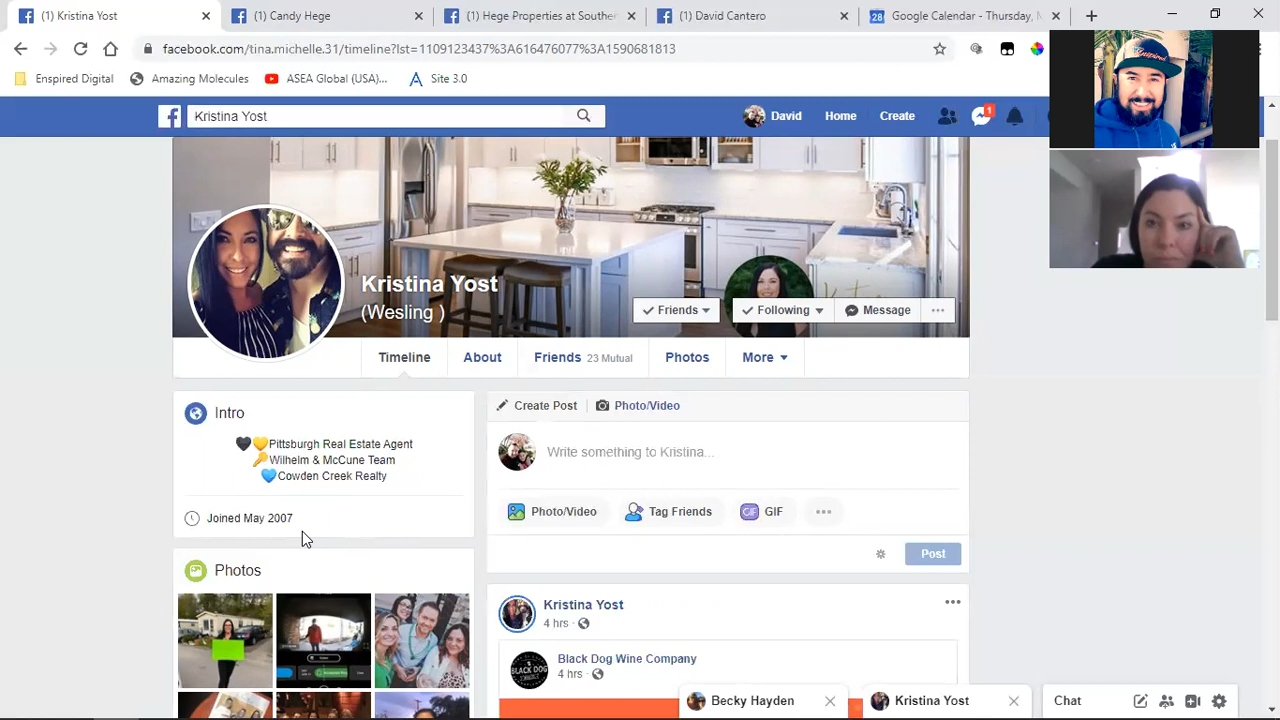 (1) Kristina Yost
(1) Candy Hege
(1) Hege Properties at Southe
(1) David Cantero
28
Google Calendar - Thursday, M
facebook.com/tina.michelle.31/timeline?lst=1109123437%3A616476077%3A1590681813
Enspired Digital
Amazing Molecules
ASEA Global (USA)...
Site 3.0
Kristina Yost
David
Home
Create
1
Kristina Yost
(Wesling )
Friends
Following
Message
Timeline
About
Friends 23 Mutual
Photos
More
Intro
Pittsburgh Real Estate Agent
Wilhelm & McCune Team
Cowden Creek Realty
Joined May 2007
Photos
Create Post
Photo/Video
Write something to Kristina...
Photo/Video
Tag Friends
GIF
Post
Kristina Yost
4 hrs
BLACK DOG
Black Dog Wine Company
4 hrs
Becky Hayden
Kristina Yost
Chat